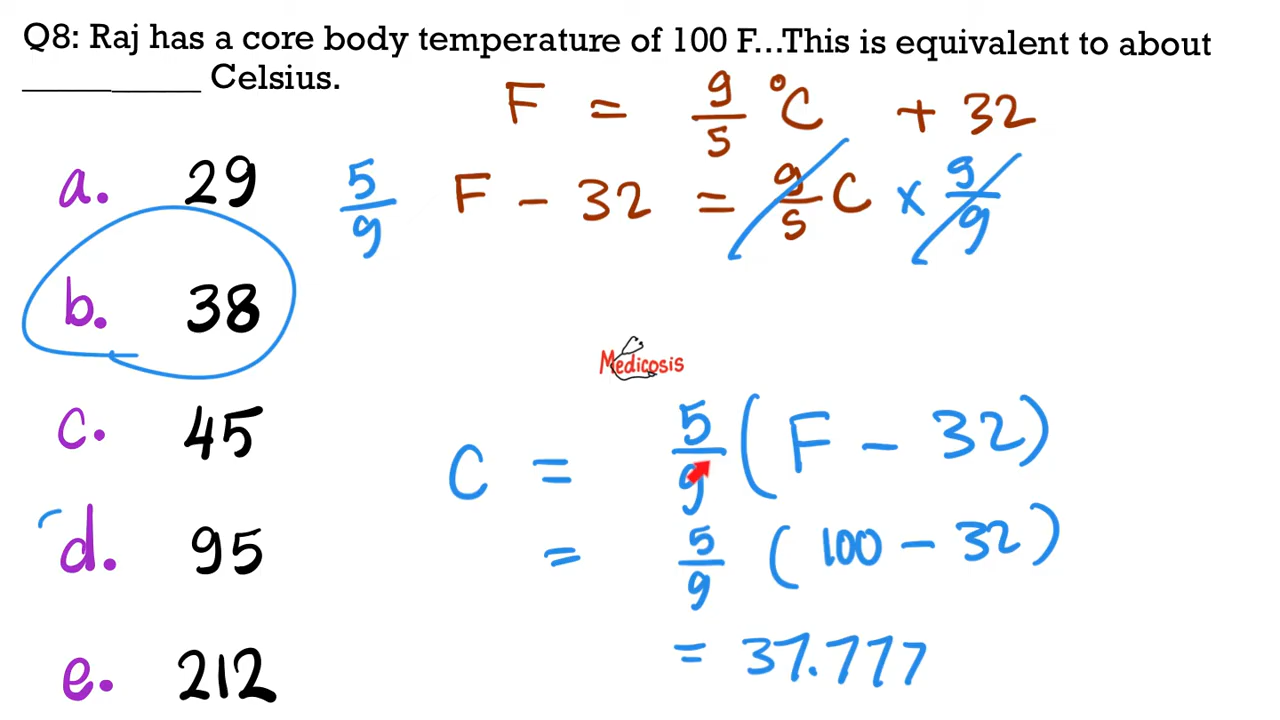 Q8: Raj has a core body temperature of 100 F...This is equivalent to about
__________ Celsius.
F = 9/5 °C + 32
a. 29
5/9 F - 32 = 9/5 C × 9/9
b. 38
Medicosis
c. 45
C = 5/9 (F - 32)
d. 95
= 5/9 (100 - 32)
e. 212
= 37.777